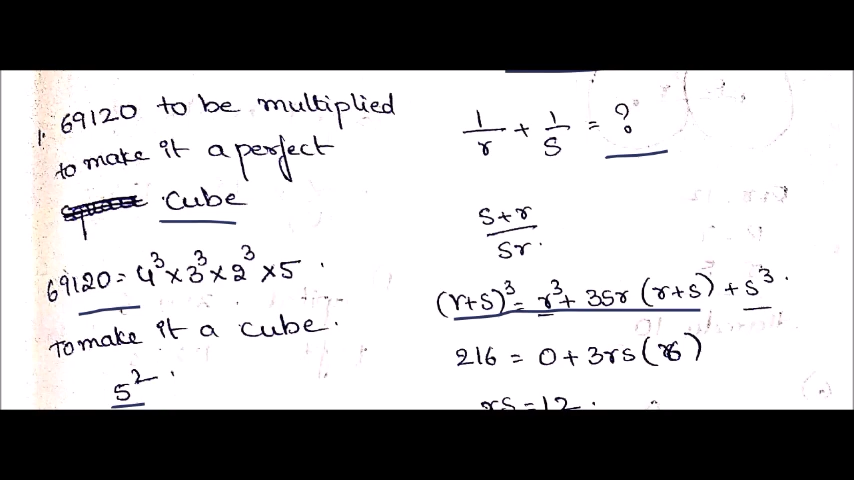 1. 69120 to be multiplied
to make it a perfect
cube
69120 = 4³ × 3³ × 2³ × 5 .
to make it a cube.
5² .
1/r + 1/s = ?
s+r/sr.
(r+s)³ = r³ + 3sr (r+s) + s³ .
216 = 0 + 3rs (6)
rs = 12 .